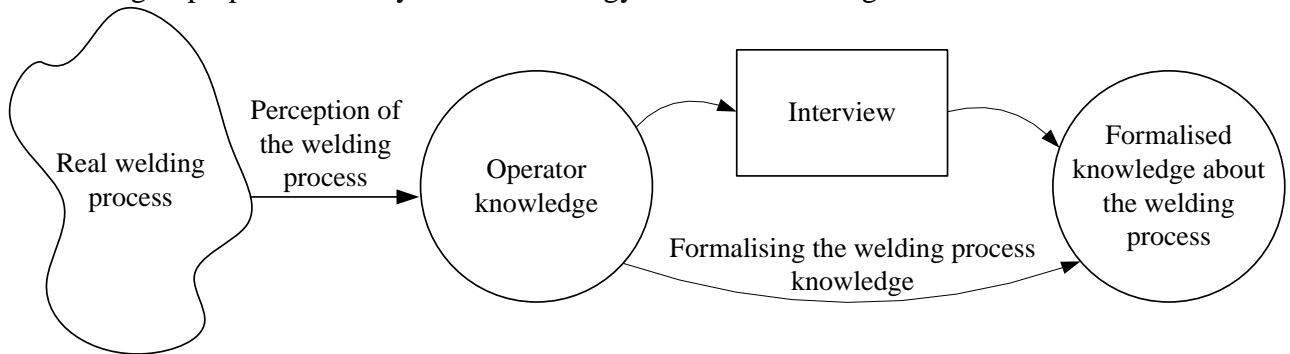 Perception of
the welding
process
Real welding
process
Operator
knowledge
Interview
Formalised
knowledge about
the welding
process
Formalising the welding process
knowledge